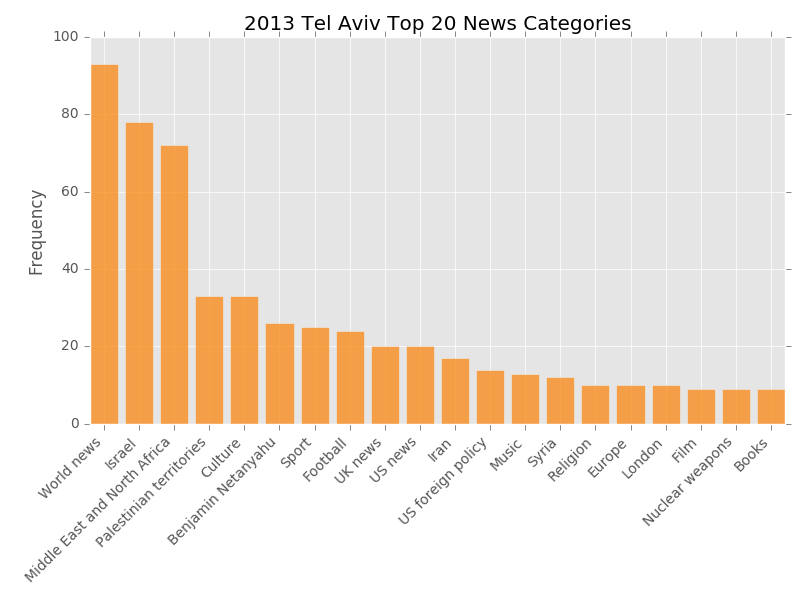 2013 Tel Aviv Top 20 News Categories
100
80
60
40
20
0
Frequency
World news
Israel
Middle East and North Africa
Palestinian territories
Culture
Benjamin Netanyahu
Sport
Football
UK news
US news
Iran
US foreign policy
Music
Syria
Religion
Europe
London
Film
Nuclear weapons
Books